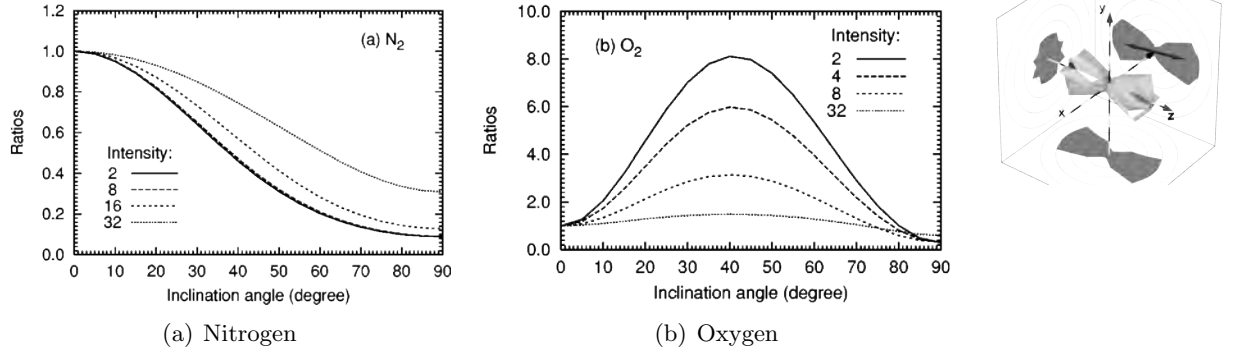 1.2
1.0
0.8
0.6
0.4
0.2
0.0
Ratios
(a) N2
Intensity:
2
8
16
32
0 10 20 30 40 50 60 70 80 90
Inclination angle (degree)
(a) Nitrogen
10.0
8.0
6.0
4.0
2.0
0.0
Ratios
(b) O2
Intensity:
2
4
8
32
0 10 20 30 40 50 60 70 80 90
Inclination angle (degree)
(b) Oxygen
y
x
z